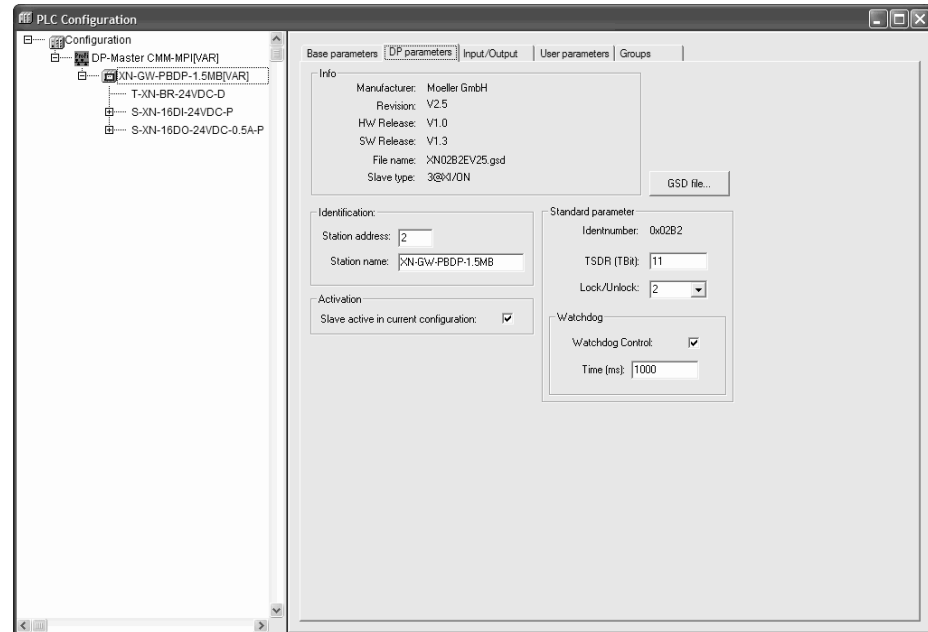 PLC Configuration
Configuration
DP-Master CMM-MPI[VAR]
XN-GW-PBDP-1.5MB[VAR]
T-XN-BR-24VDC-D
S-XN-16DI-24VDC-P
S-XN-16DO-24VDC-0.5A-P
Base parameters DP parameters Input/Output User parameters Groups
Info
Manufacturer: Moeller GmbH
Revision: V2.5
HW Release: V1.0
SW Release: V1.3
File name: XN02B2EV25.gsd
Slave type: 3@XI/ON
GSD file...
Identification:
Station address: 2
Station name: XN-GW-PBDP-1.5MB
Activation
Slave active in current configuration:
Standard parameter
Identnumber: 0x02B2
TSDR (TBit): 11
Lock/Unlock: 2
Watchdog
Watchdog Control:
Time (ms): 1000